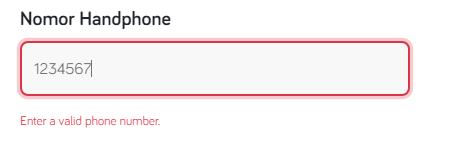 Nomor Handphone
1234567
Enter a valid phone number.